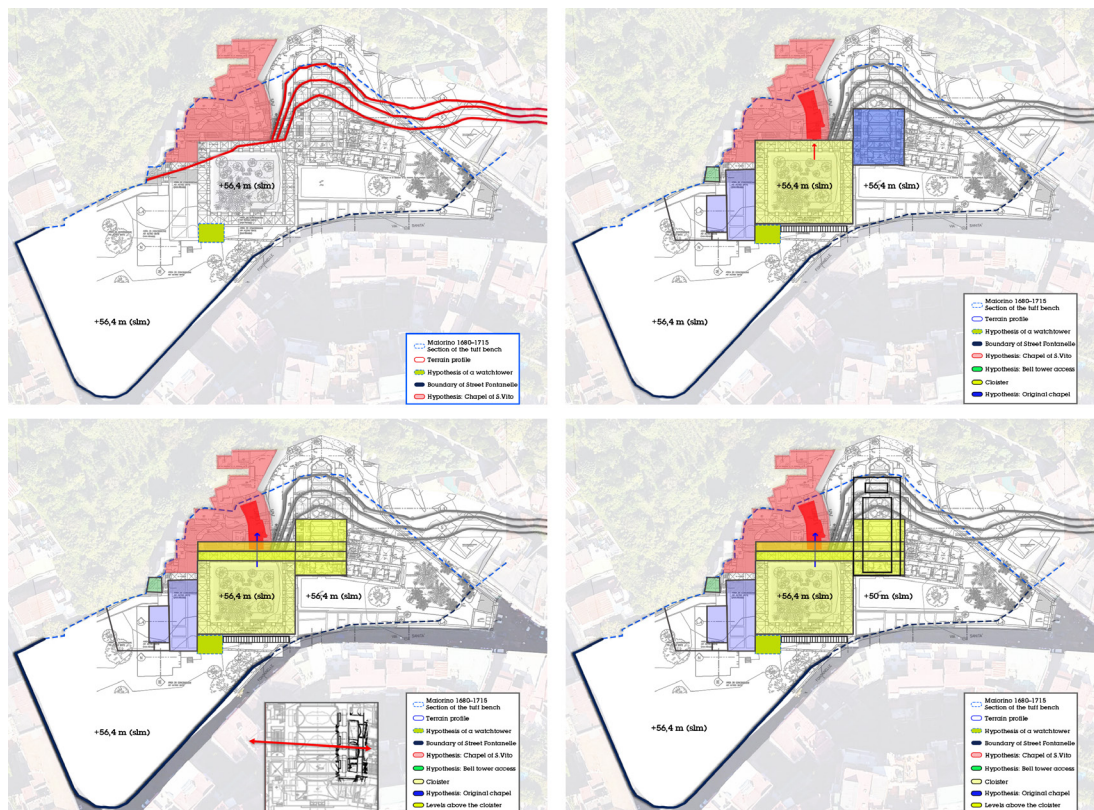 +56,4 m (slm)
+56,4 m (slm)
Maiorino 1680-1715
Section of the tuff bench
Terrain profile
Hypothesis of a watchtower
Boundary of Street Fontanelle
Hypothesis: Chapel of S.Vito
+56,4 m (slm)
+56,4 m (slm)
+56,4 m (slm)
Maiorino 1680-1715
Section of the tuff bench
Terrain profile
Hypothesis of a watchtower
Boundary of Street Fontanelle
Hypothesis: Chapel of S.Vito
Hypothesis: Bell tower access
Cloister
Hypothesis: Original chapel
+56,4 m (slm)
+56,4 m (slm)
+56,4 m (slm)
Maiorino 1680-1715
Section of the tuff bench
Terrain profile
Hypothesis of a watchtower
Boundary of Street Fontanelle
Hypothesis: Chapel of S.Vito
Hypothesis: Bell tower access
Cloister
Hypothesis: Original chapel
Levels above the cloister
+56,4 m (slm)
+50 m (slm)
+56,4 m (slm)
Maiorino 1680-1715
Section of the tuff bench
Terrain profile
Hypothesis of a watchtower
Boundary of Street Fontanelle
Hypothesis: Chapel of S.Vito
Hypothesis: Bell tower access
Cloister
Hypothesis: Original chapel
Levels above the cloister